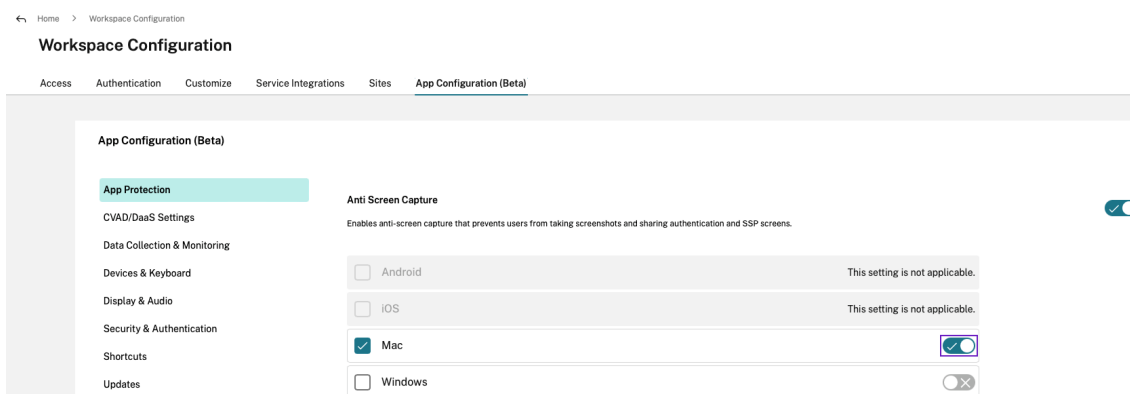 Home > Workspace Configuration
Workspace Configuration
Access Authentication Customize Service Integrations Sites App Configuration (Beta)
App Configuration (Beta)
App Protection
CVAD/DaaS Settings
Data Collection & Monitoring
Devices & Keyboard
Display & Audio
Security & Authentication
Shortcuts
Updates
Anti Screen Capture
Enables anti-screen capture that prevents users from taking screenshots and sharing authentication and SSP screens.
Android This setting is not applicable.
iOS This setting is not applicable.
Mac
Windows